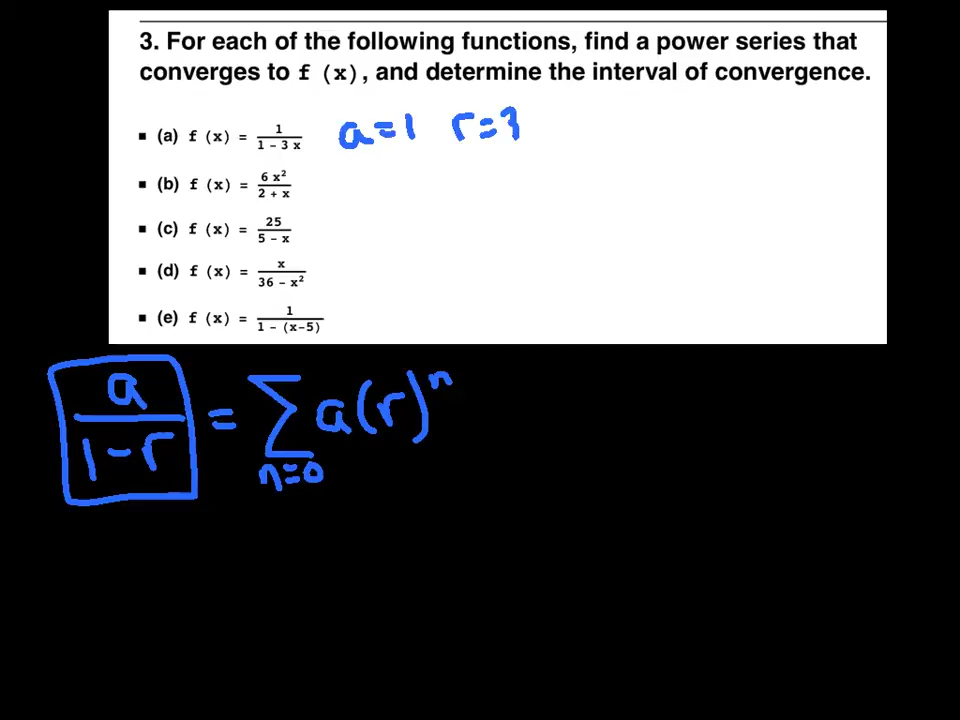 3. For each of the following functions, find a power series that
converges to f (x), and determine the interval of convergence.
▪ (a) f (x) = 1 / (1 - 3 x) a=1 r=3
▪ (b) f (x) = 6 x² / (2 + x)
▪ (c) f (x) = 25 / (5 - x)
▪ (d) f (x) = x / (36 - x²)
▪ (e) f (x) = 1 / (1 - (x-5))
a / (1-r) = ∑ n=0 a(r)ⁿ